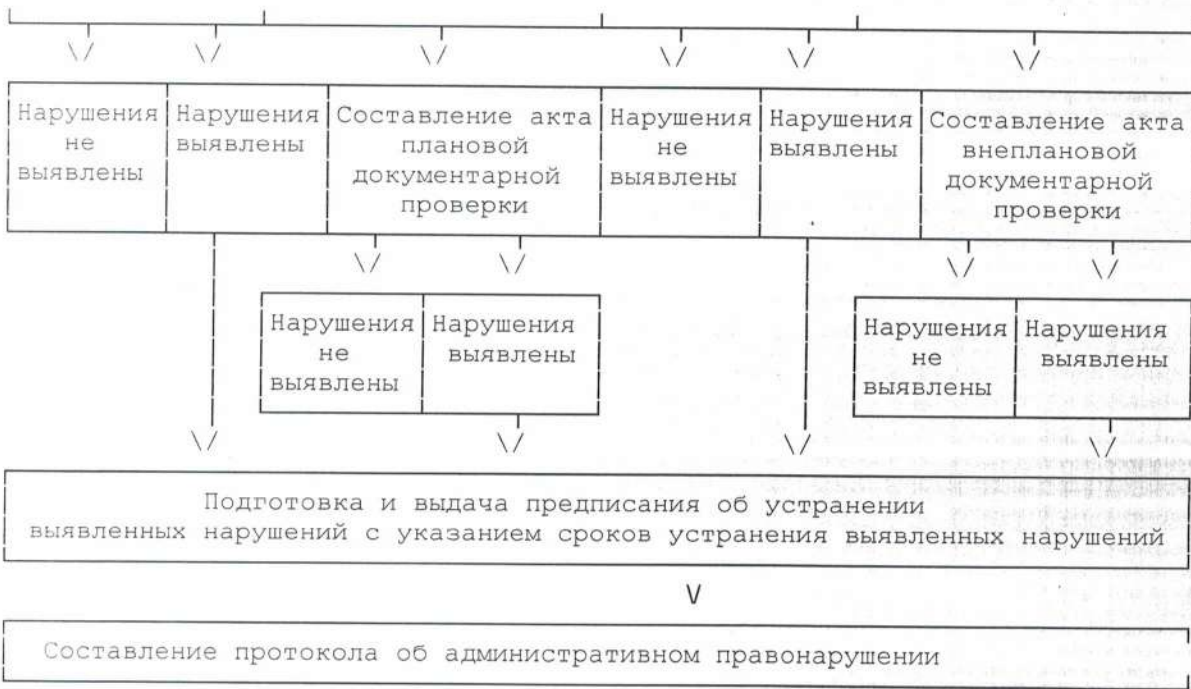 Нарушения
не
выявлены
Нарушения
выявлены
Составление акта
плановой
документарной
проверки
Нарушения
не
выявлены
Нарушения
выявлены
Составление акта
внеплановой
документарной
проверки
Нарушения
не
выявлены
Нарушения
выявлены
Нарушения
не
выявлены
Нарушения
выявлены
Подготовка и выдача предписания об устранении
выявленных нарушений с указанием сроков устранения выявленных нарушений
Составление протокола об административном правонарушении